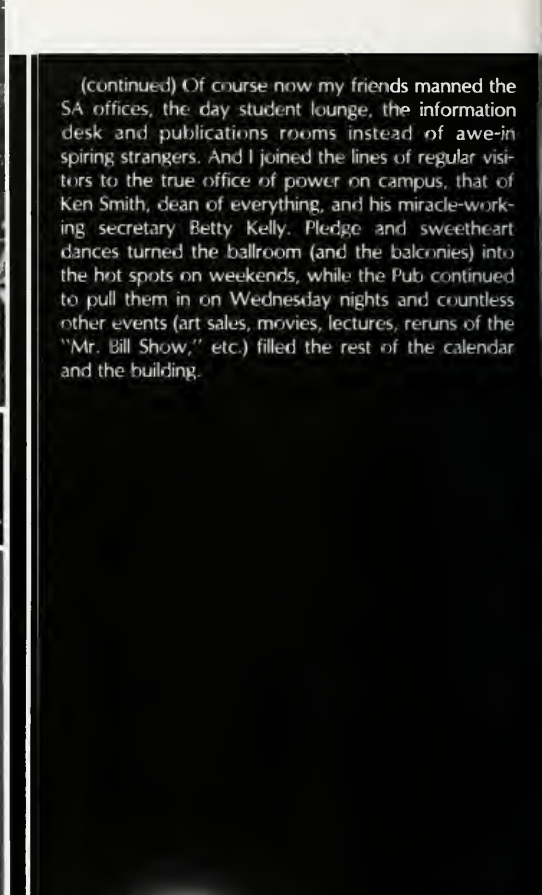 (continued) Of course now my friends manned the
SA offices, the day student lounge, the information
desk and publications rooms instead of awe-in
spiring strangers. And I joined the lines of regular visi-
tors to the true office of power on campus, that of
Ken Smith, dean of everything, and his miracle-work-
ing secretary Betty Kelly. Pledge and sweetheart
dances turned the ballroom (and the balconies) into
the hot spots on weekends, while the Pub continued
to pull them in on Wednesday nights and countless
other events (art sales, movies, lectures, reruns of the
"Mr. Bill Show," etc.) filled the rest of the calendar
and the building.